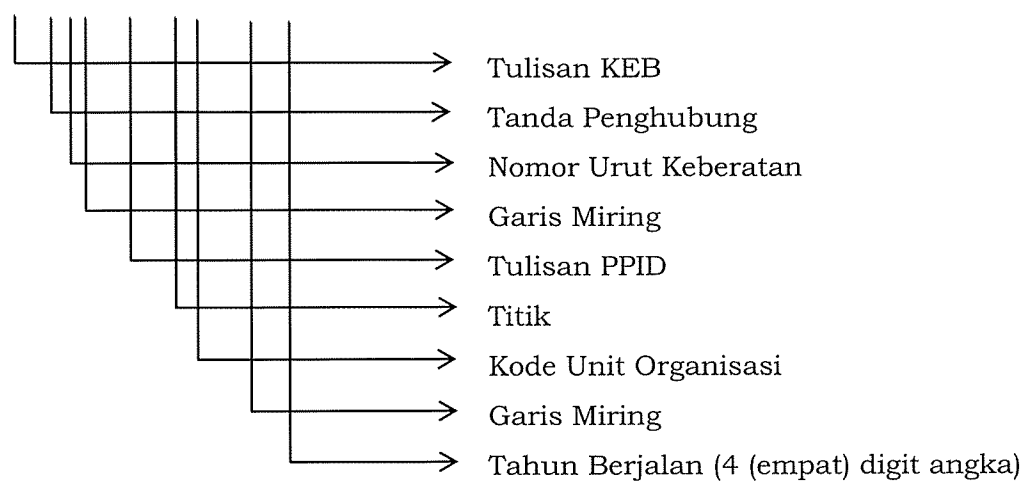 Tulisan KEB
Tanda Penghubung
Nomor Urut Keberatan
Garis Miring
Tulisan PPID
Titik
Kode Unit Organisasi
Garis Miring
Tahun Berjalan (4 (empat) digit angka)